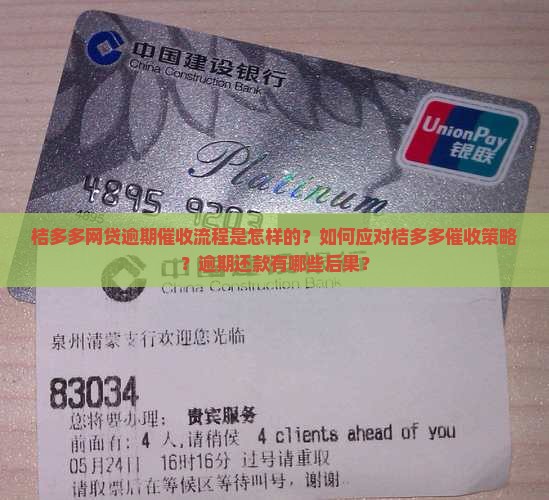 中国建设银行
China Construction Bank
UnionPay
银联
Platinum
4895 9203
桔多多网贷逾期催收流程是怎样的？如何应对桔多多催收策略
？逾期还款有哪些后果？
China Construction Bank
泉州清蒙支行欢迎您光临
83034
您将要办理： 贵宾服务
前面有: 4 人,请稍侯 4 clients ahead of you
05月24日 16时16分 过号请重取
请取票后在等候区等待叫号，谢谢